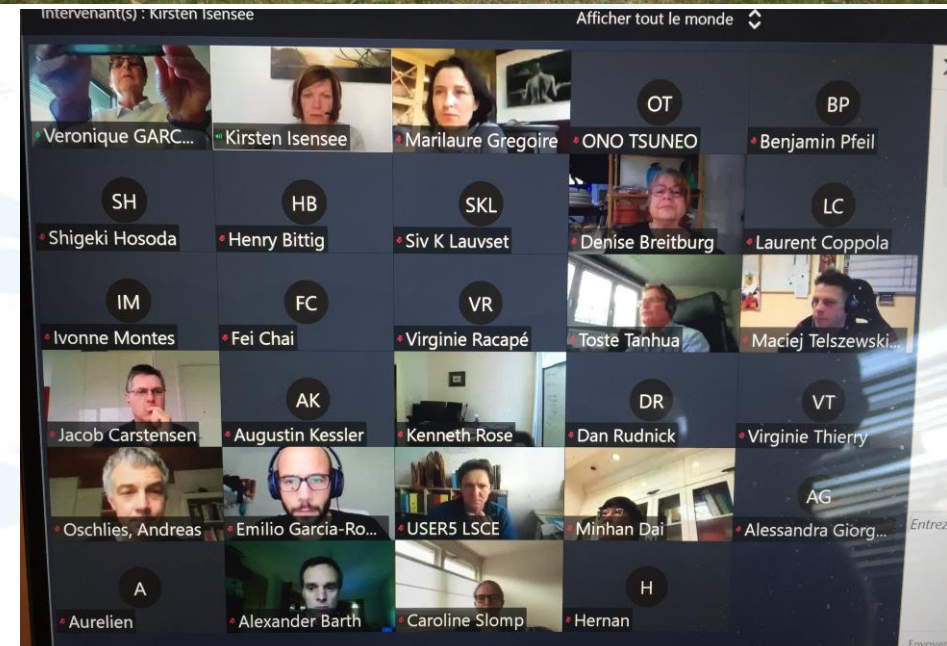 Intervenant(s) : Kirsten Isensee
Afficher tout le monde
Veronique GARC...
Kirsten Isensee
Marilaure Gregoire
OT
ONO TSUNEO
BP
Benjamin Pfeil
SH
Shigeki Hosoda
HB
Henry Bittig
SKL
Siv K Lauvset
Denise Breitburg
LC
Laurent Coppola
IM
Ivonne Montes
FC
Fei Chai
VR
Virginie Racapé
Toste Tanhua
Maciej Telszewski...
Jacob Carstensen
AK
Augustin Kessler
Kenneth Rose
DR
Dan Rudnick
VT
Virginie Thierry
Oschlies, Andreas
Emilio Garcia-Ro...
USER5 LSCE
Minhan Dai
AG
Alessandra Giorg...
Entrez
A
Aurelien
Alexander Barth
Caroline Slomp
H
Hernan